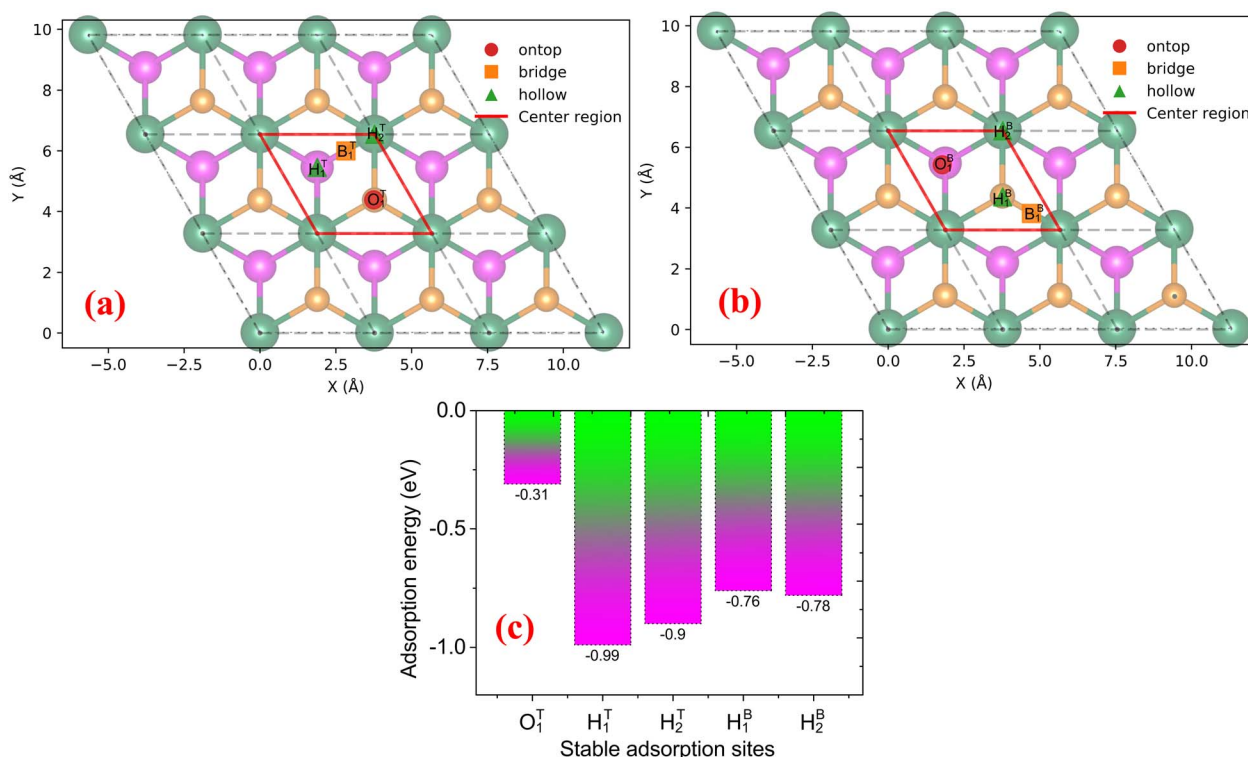 10
8
6
4
2
0
Y (Å)
−5.0
−2.5
0.0
2.5
5.0
7.5
10.0
X (Å)
ontop
bridge
hollow
Center region
H₂ᵀ
B₁ᵀ
H₁ᵀ
O₁ᵀ
(a)
10
8
6
4
2
0
Y (Å)
−5.0
−2.5
0.0
2.5
5.0
7.5
10.0
X (Å)
ontop
bridge
hollow
Center region
H₂ᴮ
O₁ᴮ
H₁ᴮ
B₁ᴮ
(b)
0.0
-0.5
-1.0
Adsorption energy (eV)
-0.31
-0.99
-0.9
-0.76
-0.78
(c)
O₁ᵀ
H₁ᵀ
H₂ᵀ
H₁ᴮ
H₂ᴮ
Stable adsorption sites